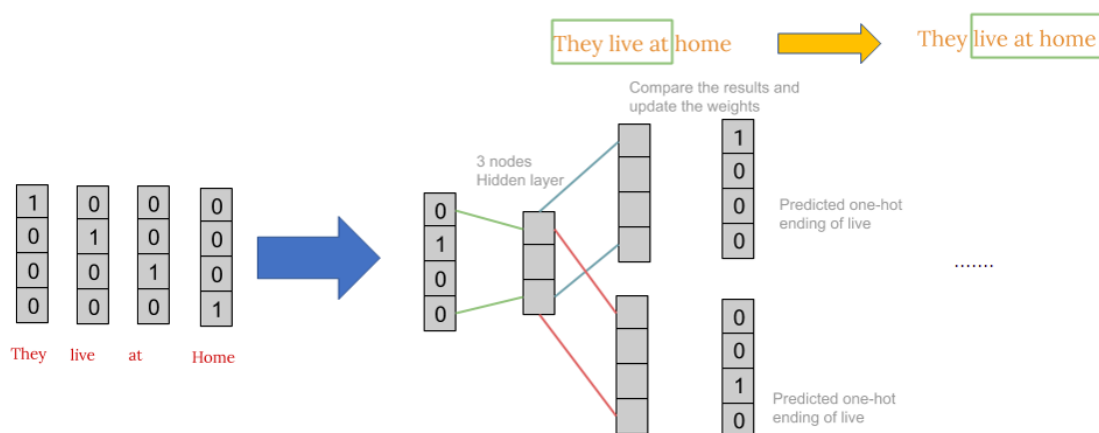 They live at home
They live at home
Compare the results and
update the weights
3 nodes
Hidden layer
1 0 0 0
0 1 0 0
0 0 1 0
0 0 0 1
They live at Home
0
1
0
0
1
0
0
0
Predicted one-hot
ending of live
.......
0
0
1
0
Predicted one-hot
ending of live